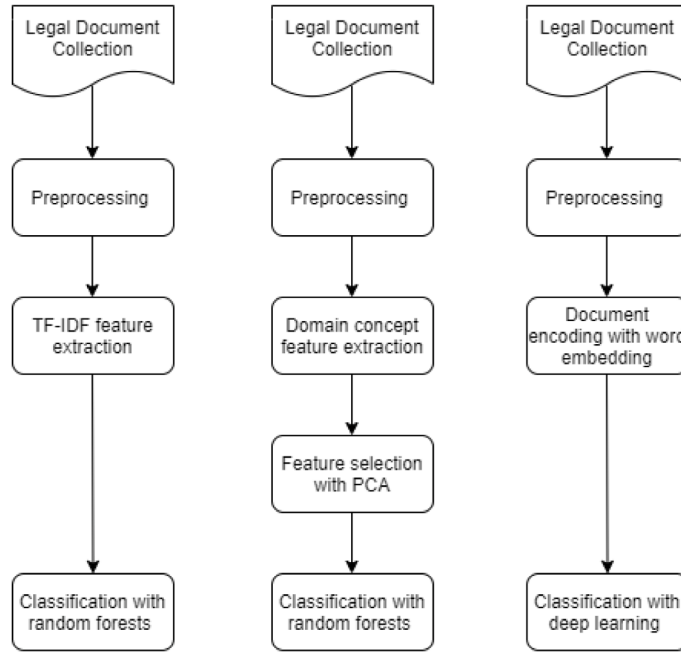 Legal Document
Collection
Preprocessing
TF-IDF feature
extraction
Classification with
random forests
Legal Document
Collection
Preprocessing
Domain concept
feature extraction
Feature selection
with PCA
Classification with
random forests
Legal Document
Collection
Preprocessing
Document
encoding with word
embedding
Classification with
deep learning